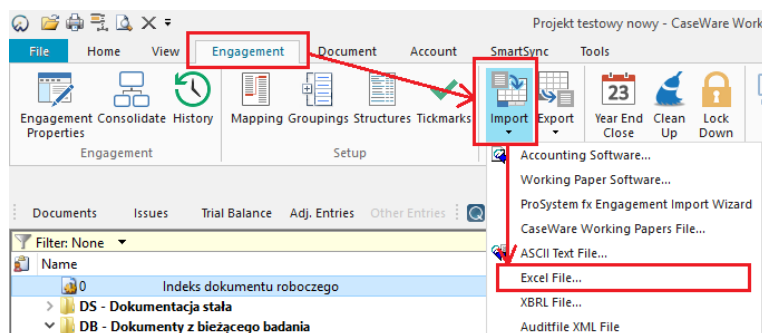 Projekt testowy nowy - CaseWare Work
File Home View Engagement Document Account SmartSync Tools
Engagement Properties Consolidate History Mapping Groupings Structures Tickmarks Import Export Year End Close Clean Up Lock Down
23
Engagement Setup
Accounting Software...
Working Paper Software...
ProSystem fx Engagement Import Wizard
CaseWare Working Papers File...
ASCII Text File...
Excel File...
XBRL File...
Auditfile XML File
Documents Issues Trial Balance Adj. Entries Other Entries
Filter: None
Name
0 Indeks dokumentu roboczego
DS - Dokumentacja stała
DB - Dokumenty z bieżącego badania